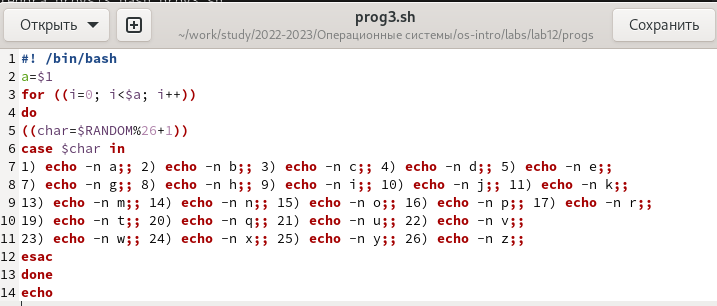 Открыть
prog3.sh
~/work/study/2022-2023/Операционные системы/os-intro/labs/lab12/progs
Сохранить
1 #! /bin/bash
2 a=$1
3 for ((i=0; i<$a; i++))
4 do
5 ((char=$RANDOM%26+1))
6 case $char in
7 1) echo -n a;; 2) echo -n b;; 3) echo -n c;; 4) echo -n d;; 5) echo -n e;;
8 7) echo -n g;; 8) echo -n h;; 9) echo -n i;; 10) echo -n j;; 11) echo -n k;;
9 13) echo -n m;; 14) echo -n n;; 15) echo -n o;; 16) echo -n p;; 17) echo -n r;;
10 19) echo -n t;; 20) echo -n q;; 21) echo -n u;; 22) echo -n v;;
11 23) echo -n w;; 24) echo -n x;; 25) echo -n y;; 26) echo -n z;;
12 esac
13 done
14 echo